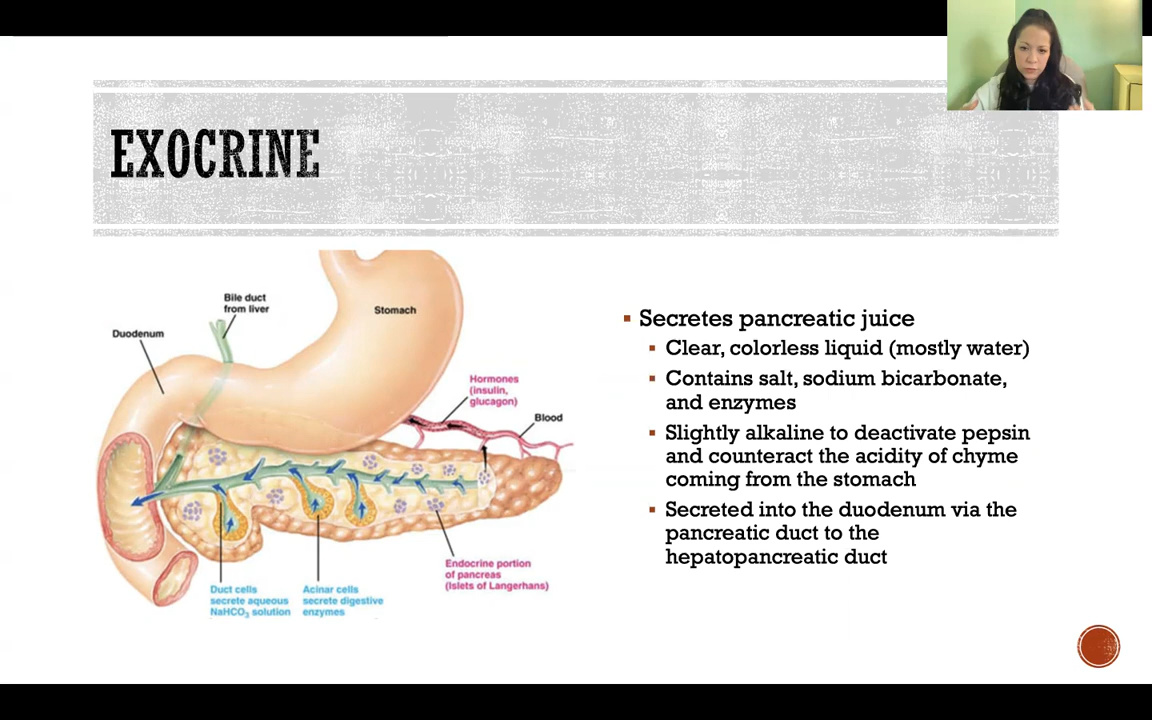 EXOCRINE
Bile duct
from liver
Stomach
Duodenum
Hormones
(insulin,
glucagon)
Blood
Endocrine portion
of pancreas
(Islets of Langerhans)
Duct cells
secrete aqueous
NaHCO₃ solution
Acinar cells
secrete digestive
enzymes
▪ Secretes pancreatic juice
▪ Clear, colorless liquid (mostly water)
▪ Contains salt, sodium bicarbonate,
and enzymes
▪ Slightly alkaline to deactivate pepsin
and counteract the acidity of chyme
coming from the stomach
▪ Secreted into the duodenum via the
pancreatic duct to the
hepatopancreatic duct